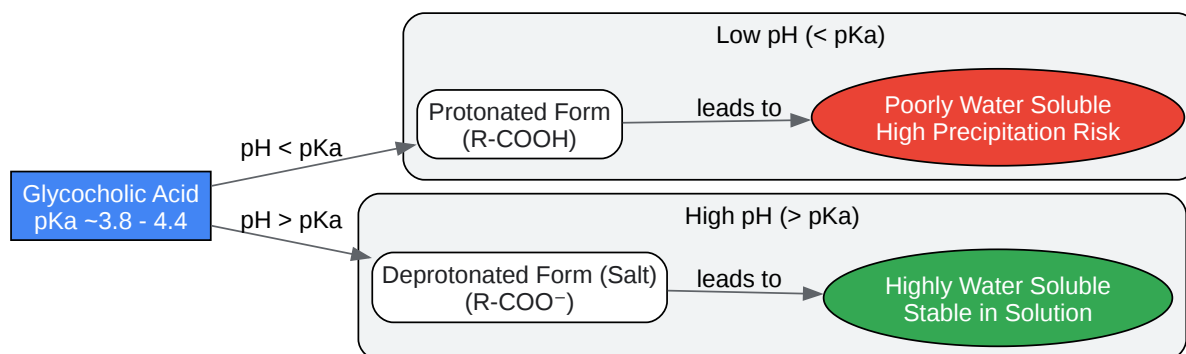 Low pH (< pKa)
Protonated Form
(R-COOH)
leads to
Poorly Water Soluble
High Precipitation Risk
pH < pKa
Glycocholic Acid
pKa ~3.8 - 4.4
pH > pKa
High pH (> pKa)
Deprotonated Form (Salt)
(R-COO⁻)
leads to
Highly Water Soluble
Stable in Solution